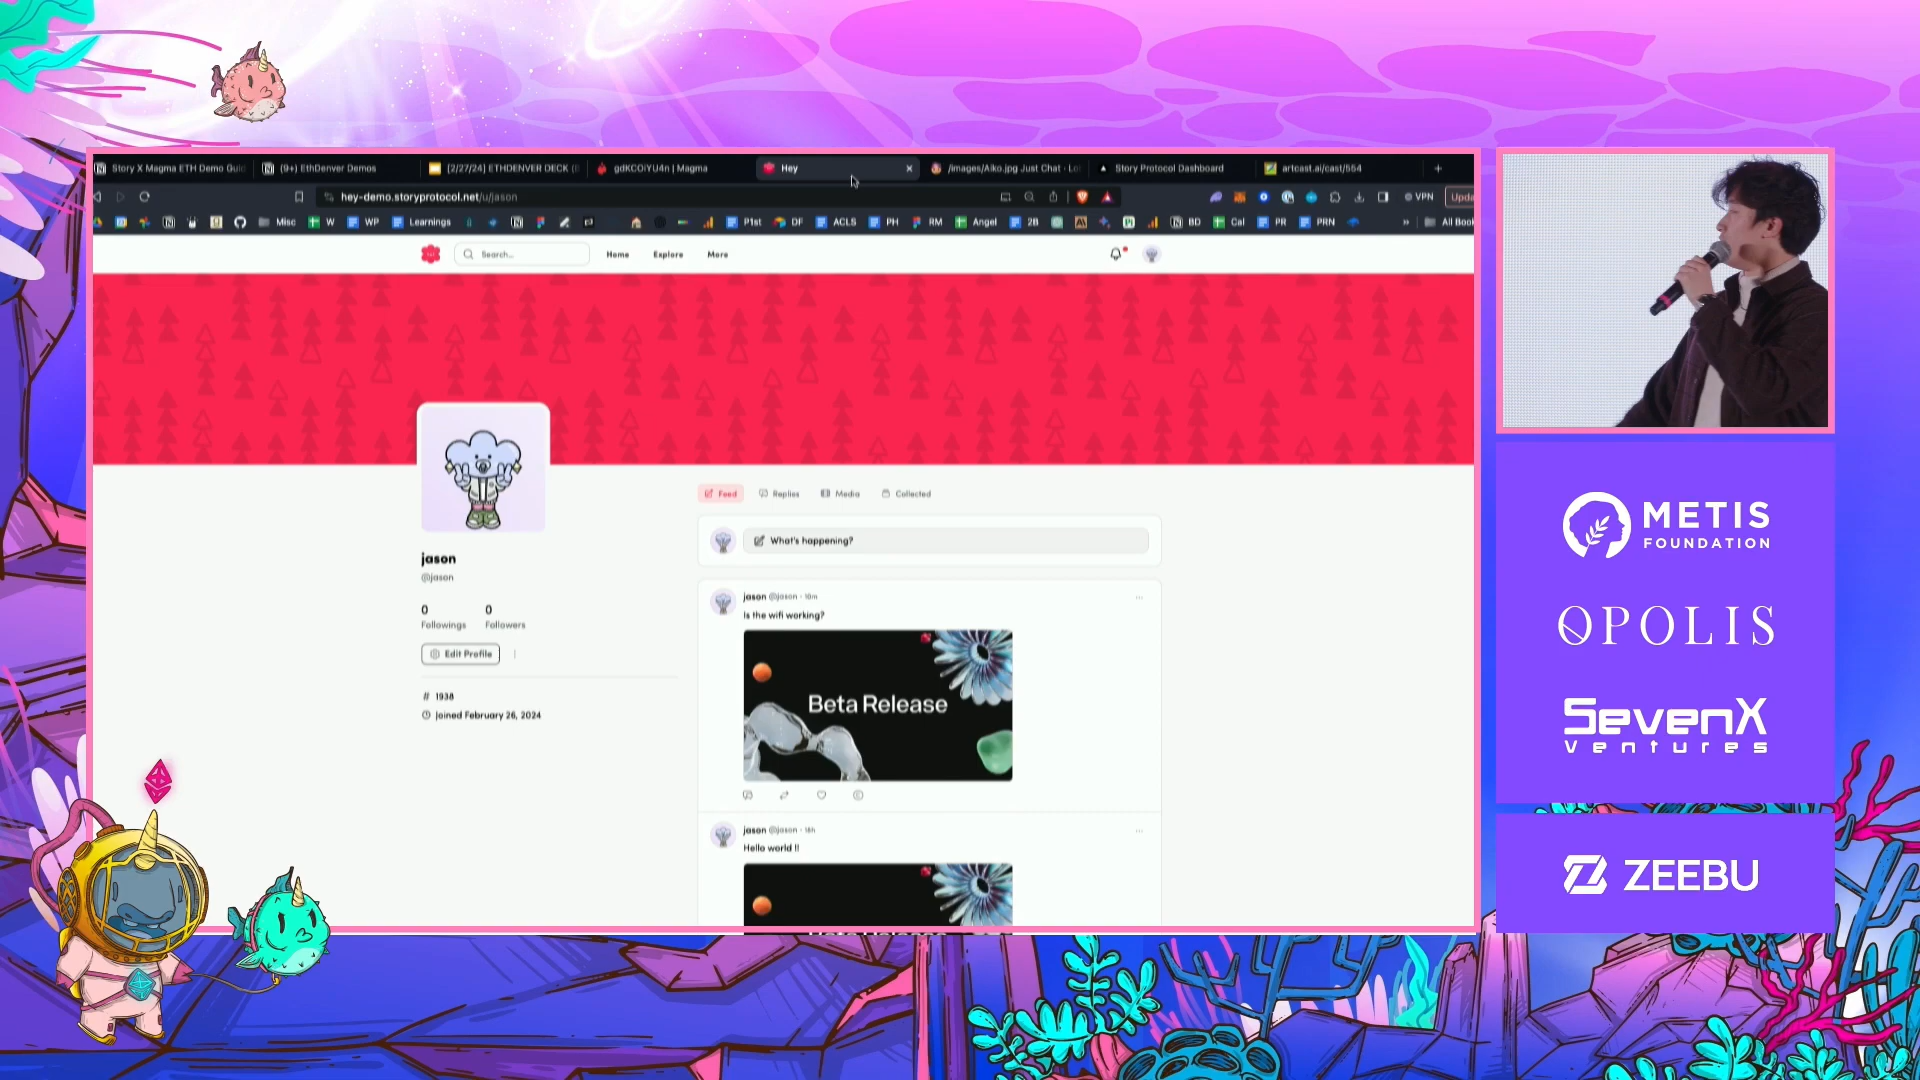 Story X Magma ETH Demo Guid
(9+) EthDenver Demos
[2/27/24] ETHDENVER DECK (
gdKCOiYU4n | Magma
Hey
/images/Aiko.jpg Just Chat · Lo
Story Protocol Dashboard
artcast.ai/cast/554
hey-demo.storyprotocol.net/u/jason
VPN
Upda
Misc
W
WP
Learnings
P1st
DF
ACLS
PH
RM
Angel
2B
BD
Cal
PR
PRN
All Book
Search...
Home
Explore
More
Feed
Replies
Media
Collected
What's happening?
jason
@jason
0 0
Followings Followers
Edit Profile
# 1938
Joined February 26, 2024
jason @jason · 10m
Is the wifi working?
Beta Release
jason @jason · 16h
Hello world !!
METIS
FOUNDATION
OPOLIS
SevenX
Ventures
ZEEBU